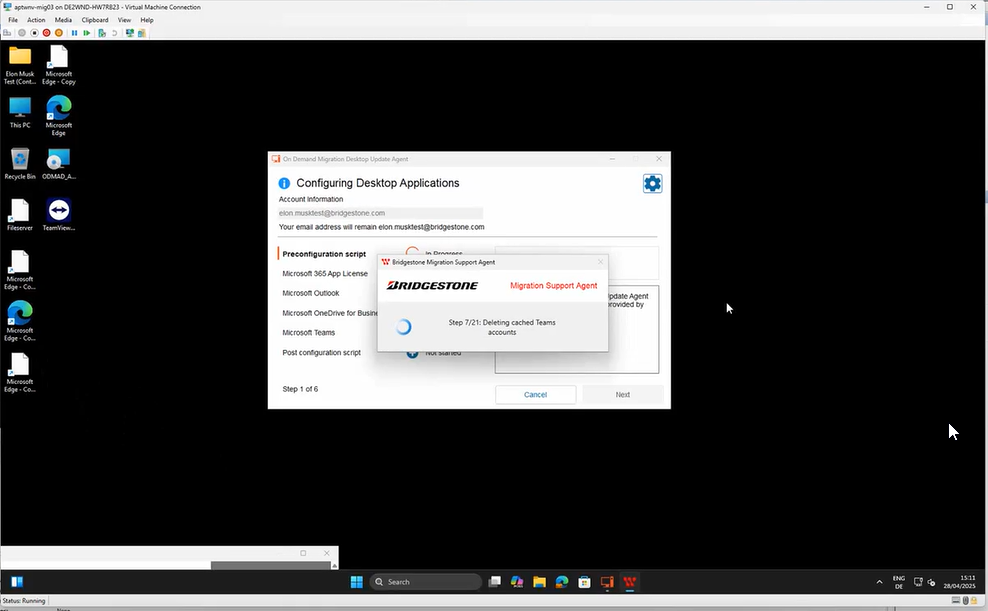 aptwnv-mig03 on DE2WND-HW7RB23 - Virtual Machine Connection
File Action Media Clipboard View Help
Elon Musk Test (Cont...
Microsoft Edge - Copy
This PC
Microsoft Edge
Recycle Bin
ODMAD_A...
Fileserver
TeamView...
Microsoft Edge - Co...
Microsoft Edge - Co...
Microsoft Edge - Co...
On Demand Migration Desktop Update Agent
Configuring Desktop Applications
Account Information
elon.musktest@bridgestone.com
Your email address will remain elon.musktest@bridgestone.com
Preconfiguration script
In Progress
Microsoft 365 App License
Microsoft Outlook
Microsoft OneDrive for Busine
Microsoft Teams
Post configuration script
Not started
pdate Agent
provided by
Step 1 of 6
Cancel
Next
Bridgestone Migration Support Agent
BRIDGESTONE
Migration Support Agent
Step 7/21: Deleting cached Teams
accounts
Search
ENG
DE
15:11
28/04/2025
Status: Running